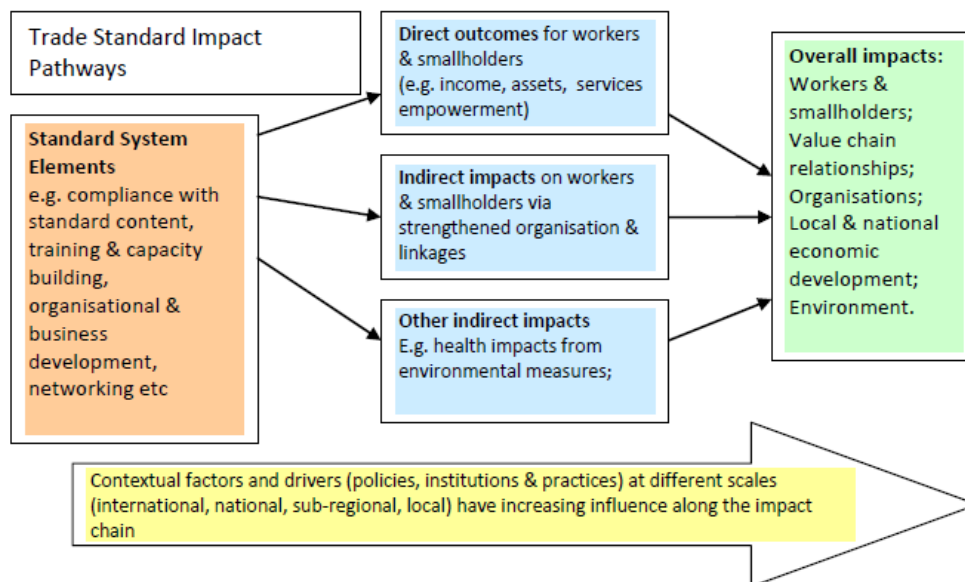 Trade Standard Impact
Pathways
Standard System
Elements
e.g. compliance with
standard content,
training & capacity
building,
organisational &
business
development,
networking etc
Direct outcomes for workers
& smallholders
(e.g. income, assets,  services
empowerment)
Indirect impacts on workers
& smallholders via
strengthened organisation &
linkages
Other indirect impacts
E.g. health impacts from
environmental measures;
Overall impacts:
Workers &
smallholders;
Value chain
relationships;
Organisations;
Local & national
economic
development;
Environment.
Contextual factors and drivers (policies, institutions & practices) at different scales
(international, national, sub-regional, local) have increasing influence along the impact
chain